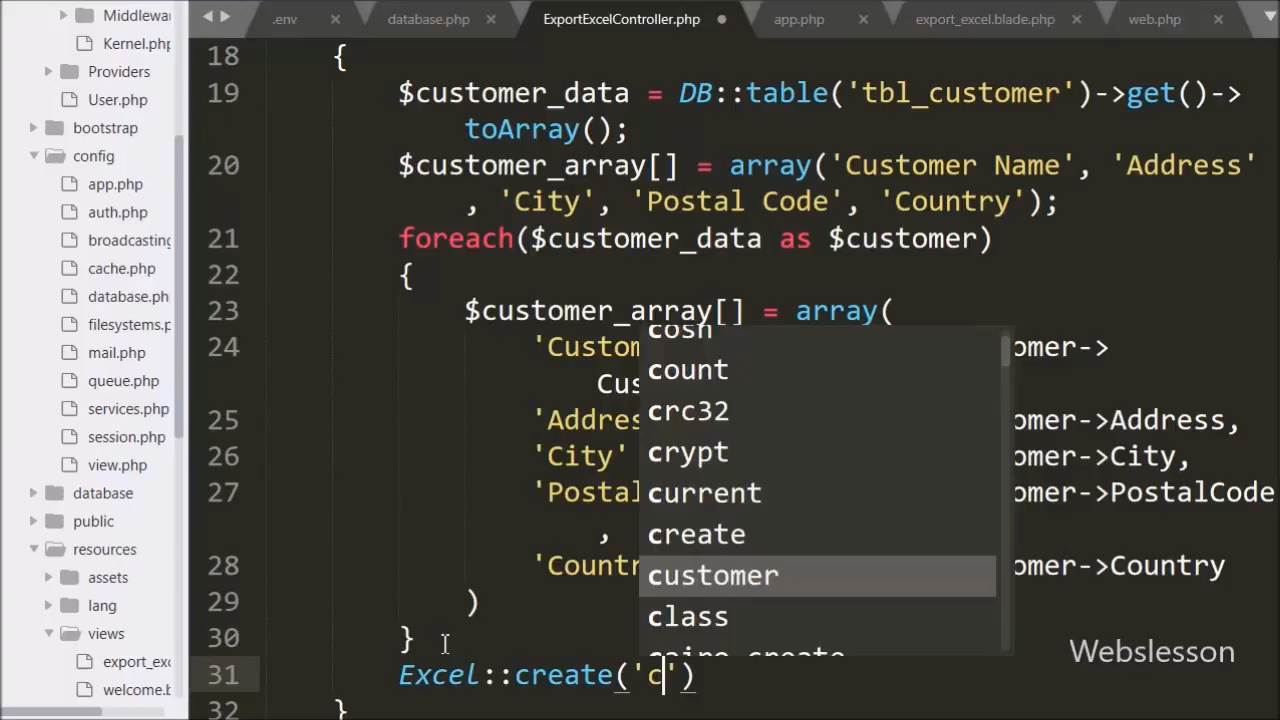 .env
database.php
ExportExcelController.php
app.php
export_excel.blade.php
web.php
Middlewar
Kernel.php
Providers
User.php
bootstrap
config
app.php
auth.php
broadcasting
cache.php
database.ph
filesystems.p
mail.php
queue.php
services.php
session.php
view.php
database
public
resources
assets
lang
views
export_exc
welcome.b
18 {
19 $customer_data = DB::table('tbl_customer')->get()->
toArray();
20 $customer_array[] = array('Customer Name', 'Address'
, 'City', 'Postal Code', 'Country');
21 foreach($customer_data as $customer)
22 {
23 $customer_array[] = array(
24 'Custom omer->
Cus
25 'Addres omer->Address,
26 'City' omer->City,
27 'Postal omer->PostalCode
,
28 'Countr omer->Country
29 )
30 }
31 Excel::create('c')
32 }
cosh
count
crc32
crypt
current
create
customer
class
cairo_create
Webslesson